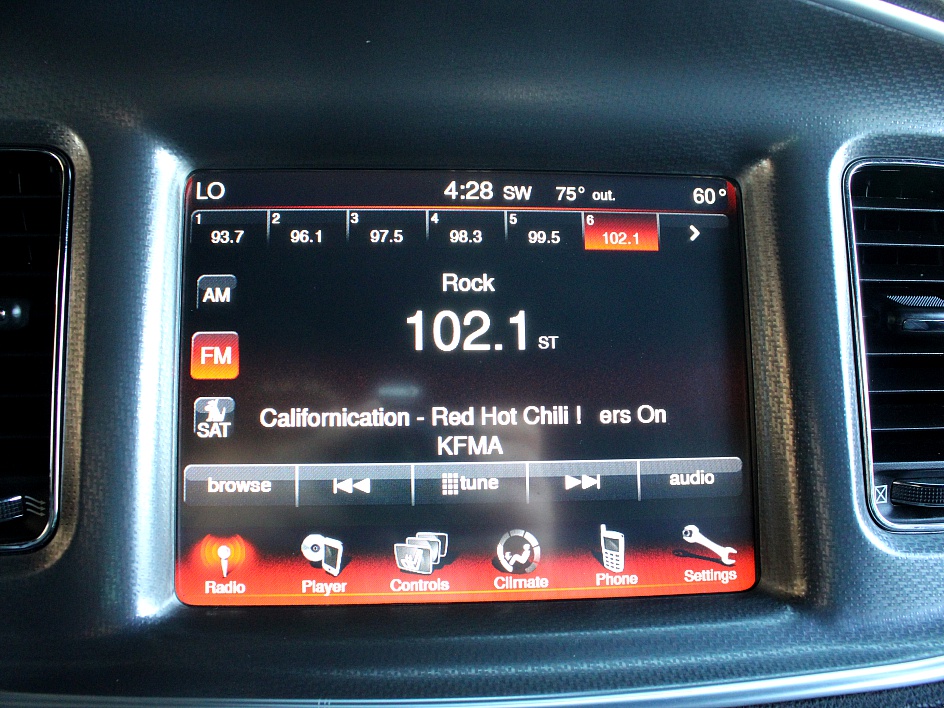 LO 4:28 SW 75° out. 60°
1 2 3 4 5 6
93.7 96.1 97.5 98.3 99.5 102.1
Rock
AM
102.1 ST
FM
SAT
Californication - Red Hot Chili ! ers On
KFMA
browse tune audio
Radio Player Controls Climate Phone Settings